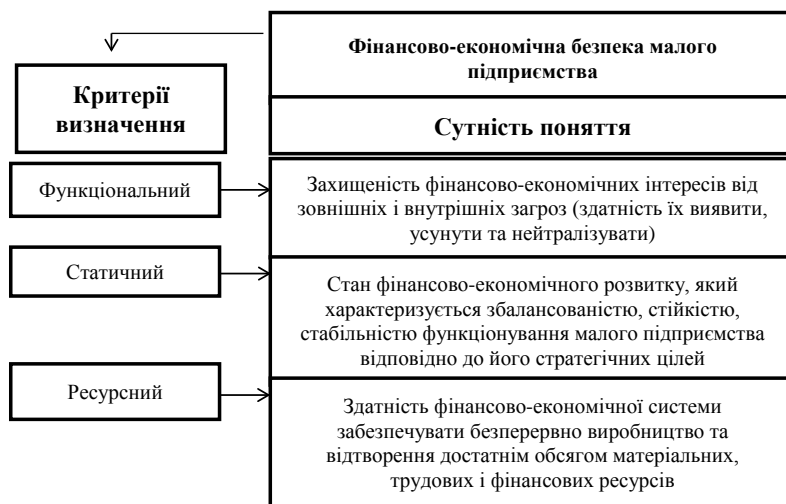 Фінансово-економічна безпека малого
підприємства
Критерії
визначення
Сутність поняття
Функціональний
Захищеність фінансово-економічних інтересів від
зовнішніх і внутрішніх загроз (здатність їх виявити,
усунути та нейтралізувати)
Статичний
Стан фінансово-економічного розвитку, який
характеризується збалансованістю, стійкістю,
стабільністю функціонування малого підприємства
відповідно до його стратегічних цілей
Ресурсний
Здатність фінансово-економічної системи
забезпечувати безперервно виробництво та
відтворення достатнім обсягом матеріальних,
трудових і фінансових ресурсів